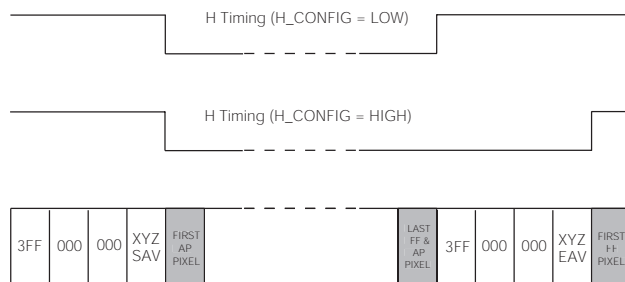 H Timing (H_CONFIG = LOW)
H Timing (H_CONFIG = HIGH)
3FF
000
000
XYZ
SAV
FIRST
AP
PIXEL
LAST
FF &
AP
PIXEL
3FF
000
000
XYZ
EAV
FIRST
FF
PIXEL